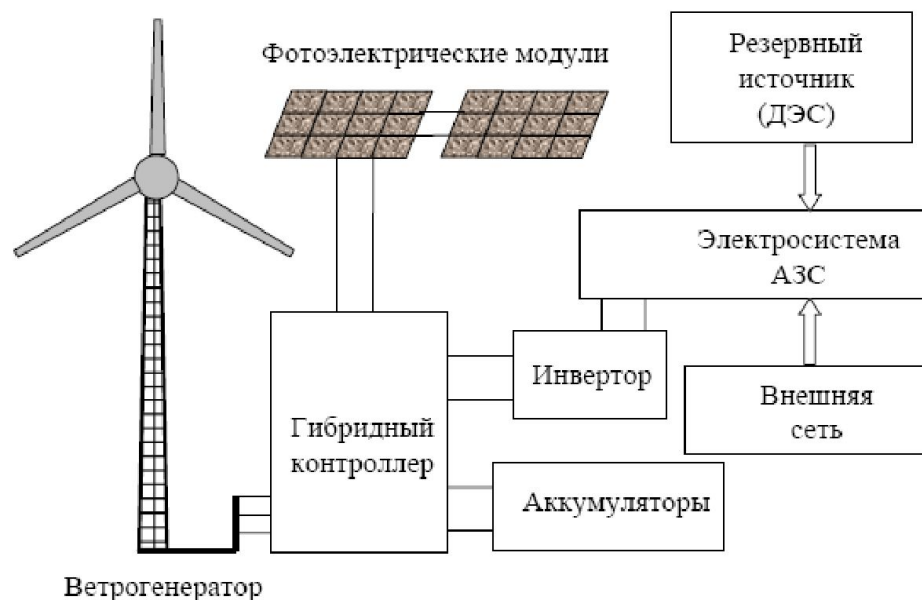 Фотоэлектрические модули
Резервный
источник
(ДЭС)
Электросистема
АЗС
Инвертор
Внешняя
сеть
Гибридный
контроллер
Аккумуляторы
Ветрогенератор